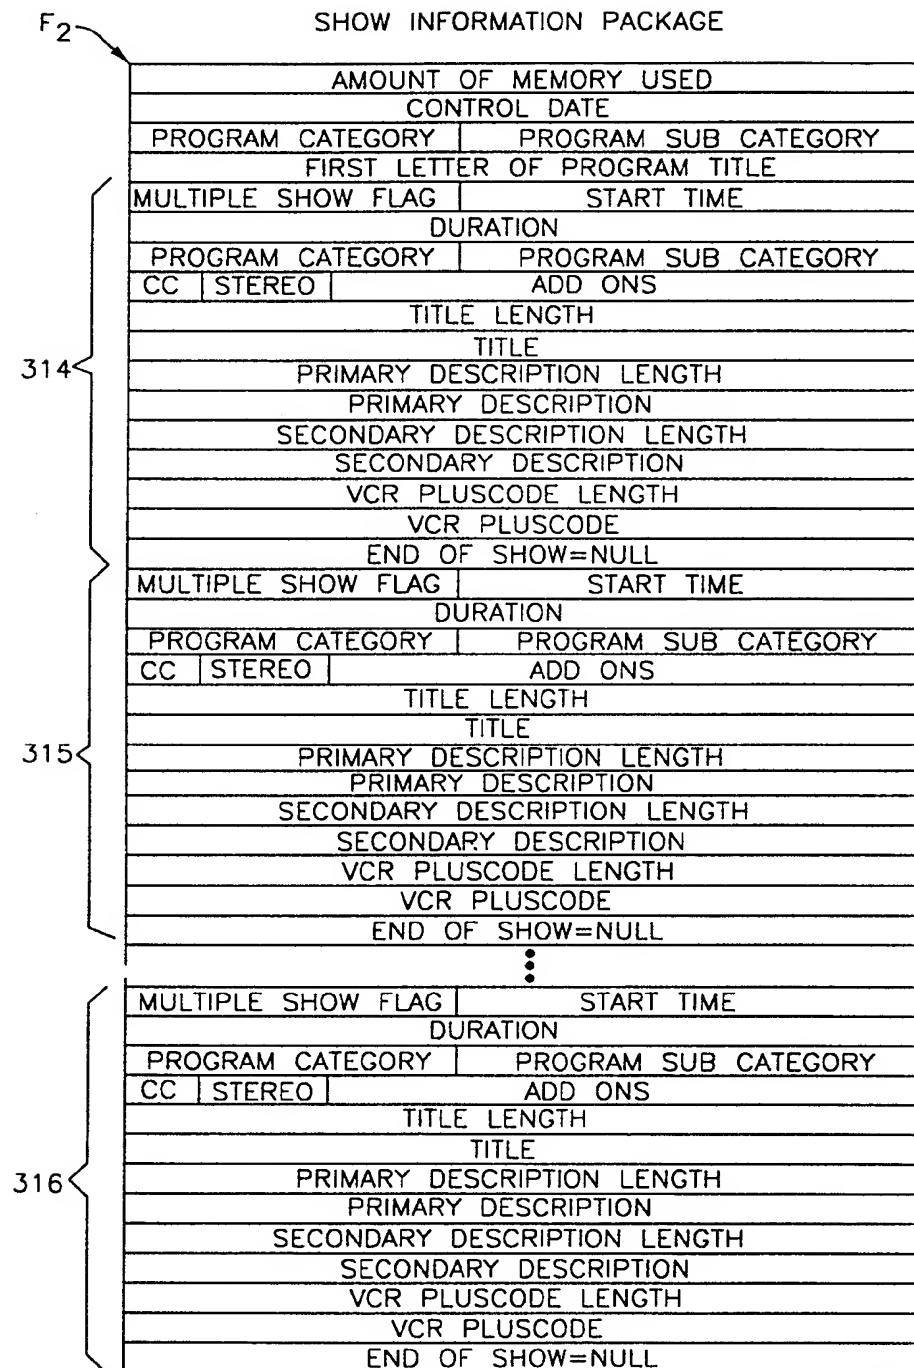 F2 SHOW INFORMATION PACKAGE
AMOUNT OF MEMORY USED
CONTROL DATE
PROGRAM CATEGORY PROGRAM SUB CATEGORY
FIRST LETTER OF PROGRAM TITLE
MULTIPLE SHOW FLAG START TIME
DURATION
PROGRAM CATEGORY PROGRAM SUB CATEGORY
CC STEREO ADD ONS
TITLE LENGTH
TITLE
314
PRIMARY DESCRIPTION LENGTH
PRIMARY DESCRIPTION
SECONDARY DESCRIPTION LENGTH
SECONDARY DESCRIPTION
VCR PLUSCODE LENGTH
VCR PLUSCODE
END OF SHOW=NULL
MULTIPLE SHOW FLAG START TIME
DURATION
PROGRAM CATEGORY PROGRAM SUB CATEGORY
CC STEREO ADD ONS
TITLE LENGTH
TITLE
315
PRIMARY DESCRIPTION LENGTH
PRIMARY DESCRIPTION
SECONDARY DESCRIPTION LENGTH
SECONDARY DESCRIPTION
VCR PLUSCODE LENGTH
VCR PLUSCODE
END OF SHOW=NULL
MULTIPLE SHOW FLAG START TIME
DURATION
PROGRAM CATEGORY PROGRAM SUB CATEGORY
CC STEREO ADD ONS
TITLE LENGTH
TITLE
316
PRIMARY DESCRIPTION LENGTH
PRIMARY DESCRIPTION
SECONDARY DESCRIPTION LENGTH
SECONDARY DESCRIPTION
VCR PLUSCODE LENGTH
VCR PLUSCODE
END OF SHOW=NULL